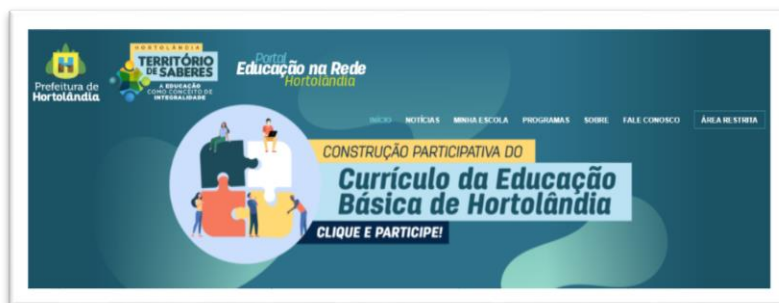 Prefeitura de
Hortolândia
HORTOLÂNDIA
TERRITÓRIO
DE SABERES
A EDUCAÇÃO
COMO CONCEITO DE
INTEGRALIDADE
Portal
Educação na Rede
Hortolândia
INÍCIO NOTÍCIAS MINHA ESCOLA PROGRAMAS SOBRE FALE CONOSCO ÁREA RESTRITA
CONSTRUÇÃO PARTICIPATIVA DO
Currículo da Educação
Básica de Hortolândia
CLIQUE E PARTICIPE!